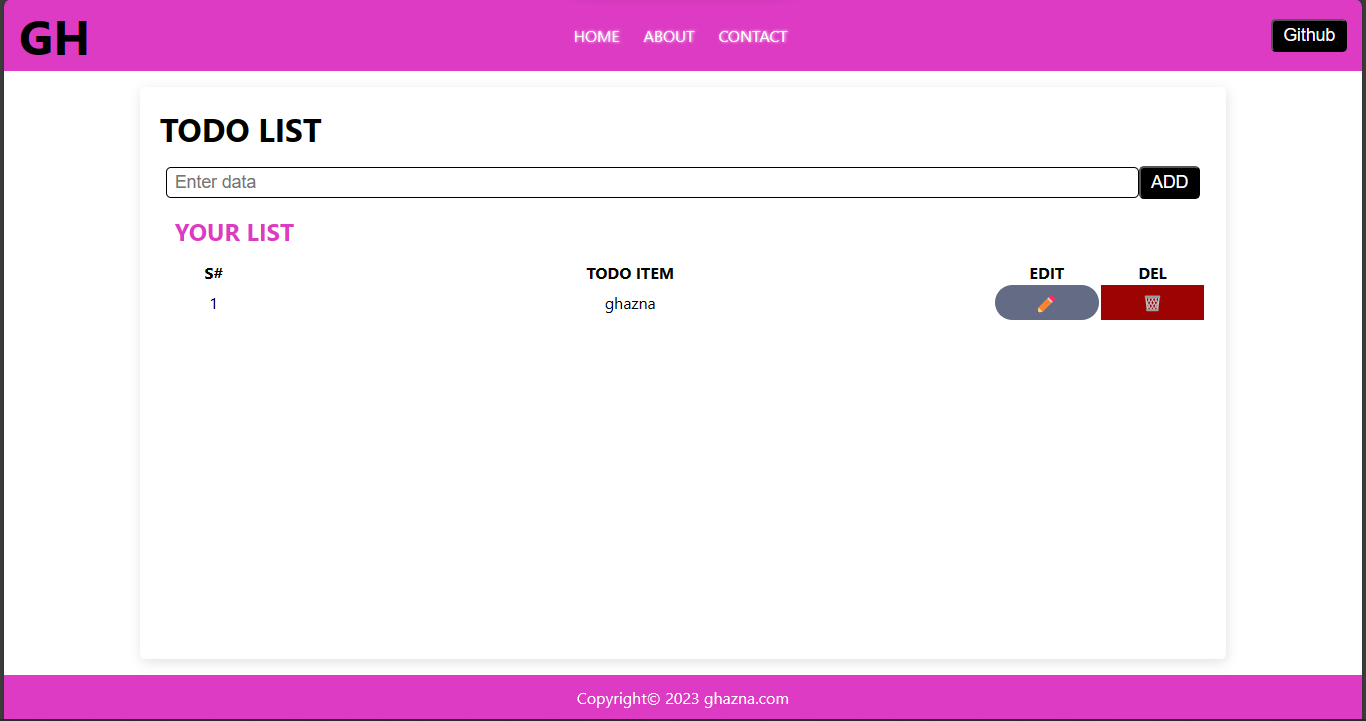 GH HOME ABOUT CONTACT Github
TODO LIST
Enter data ADD
YOUR LIST
S# TODO ITEM EDIT DEL
1 ghazna
Copyright© 2023 ghazna.com